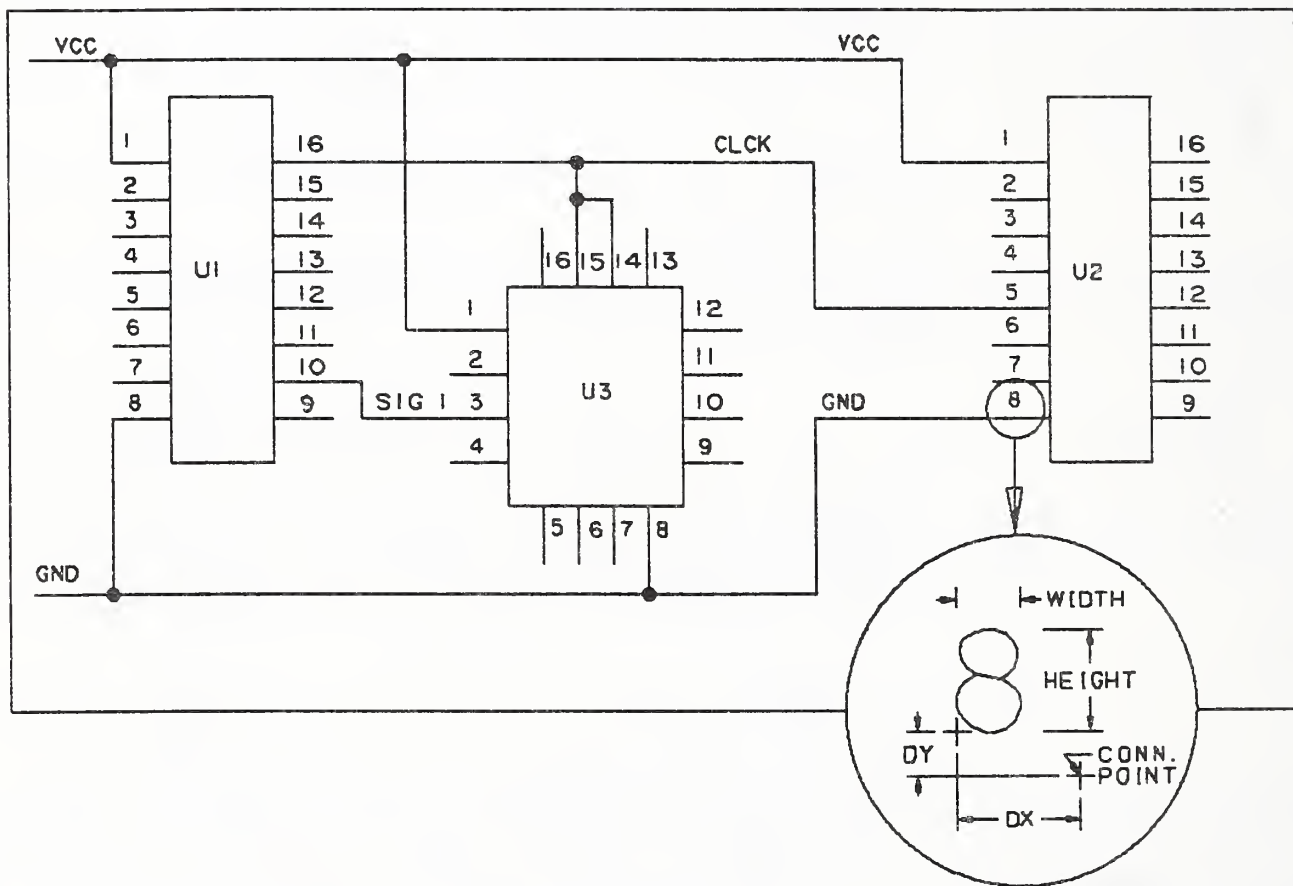 VCC VCC
1 16 CLCK 1 16
2 15 2 15
3 14 3 14
4 13 16 15 14 13 4 13
U1 U2
5 12 1 12 5 12
6 11 2 11 6 11
7 10 U3 7 10
8 9 SIG 1 3 10 GND 8 9
4 9
5 6 7 8
GND
WIDTH
8
HEIGHT
DY CONN.
POINT
DX